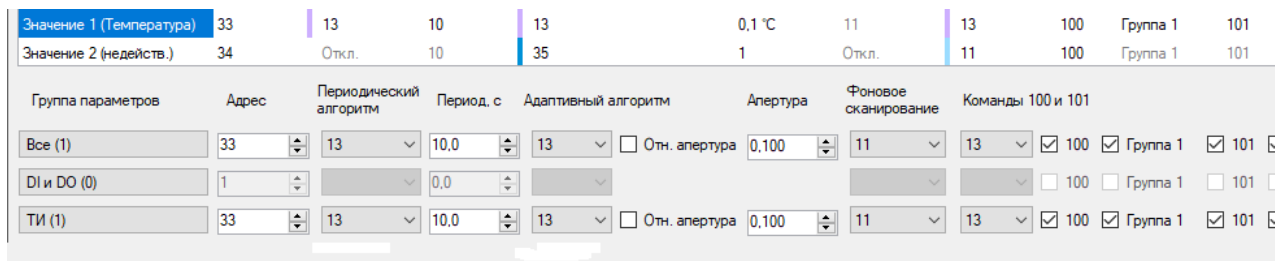 Значение 1 (Температура) 33 13 10 13 0,1 °C 11 13 100 Группа 1 101
Значение 2 (недейств.) 34 Откл. 10 35 1 Откл. 11 100 Группа 1 101
Группа параметров Адрес Периодический алгоритм Период, с Адаптивный алгоритм Апертура Фоновое сканирование Команды 100 и 101
Все (1) 33 13 10,0 13 Отн. апертура 0,100 11 13 100 Группа 1 101
DI и DO (0) 1 0,0 100 Группа 1 101
ТИ (1) 33 13 10,0 13 Отн. апертура 0,100 11 13 100 Группа 1 101